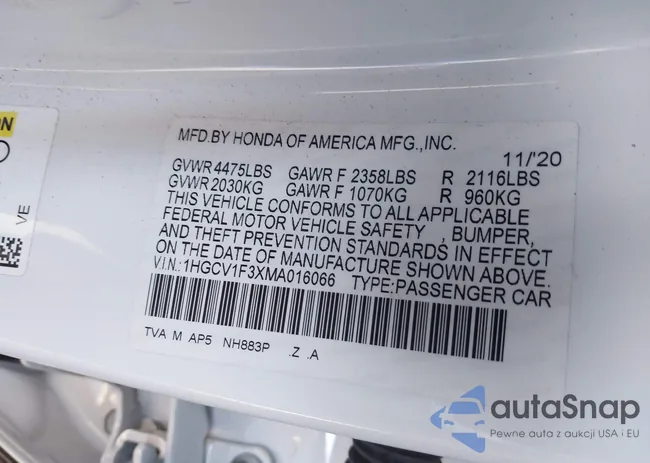 ON
VE
MFD.BY HONDA OF AMERICA MFG.,INC. 11/'20
GVWR 4475LBS GAWR F 2358LBS R 2116LBS
GVWR 2030KG GAWR F 1070KG R 960KG
THIS VEHICLE CONFORMS TO ALL APPLICABLE
FEDERAL MOTOR VEHICLE SAFETY , BUMPER,
AND THEFT PREVENTION STANDARDS IN EFFECT
ON THE DATE OF MANUFACTURE SHOWN ABOVE.
V.I.N.:1HGCV1F3XMA016066 TYPE:PASSENGER CAR
TVA M AP5 NH883P .Z .A
autaSnap
Pewne auta z aukcji USA i EU